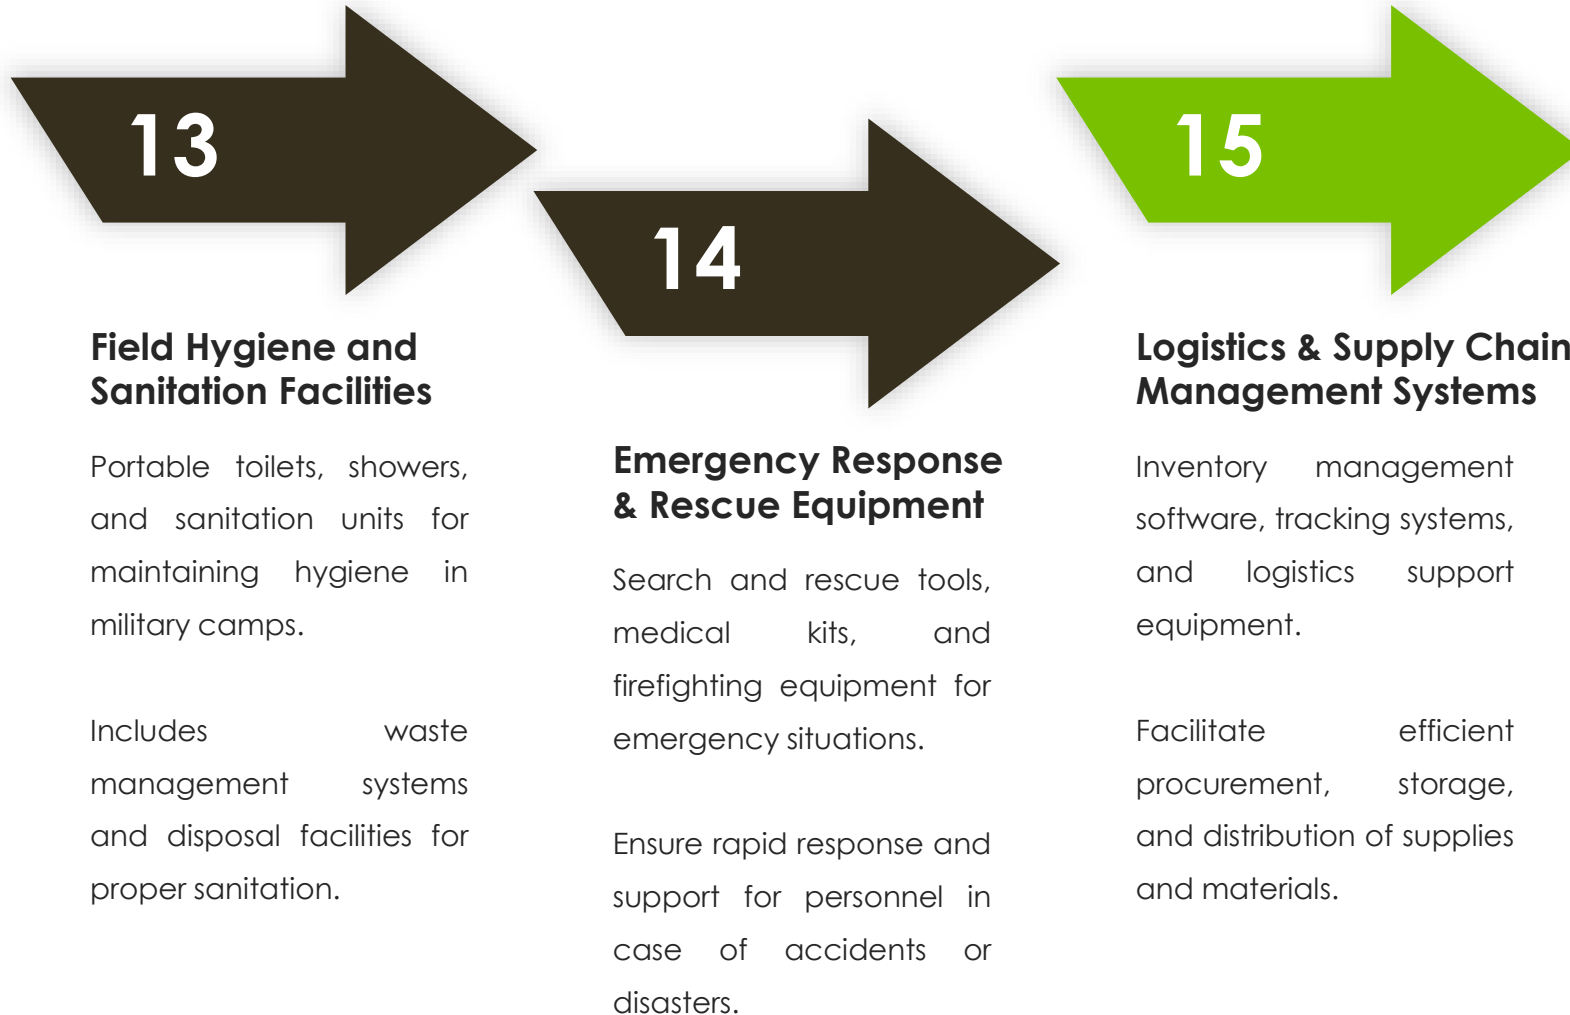 13
Field Hygiene and
Sanitation Facilities
Portable toilets, showers,
and sanitation units for
maintaining hygiene in
military camps.
Includes waste
management systems
and disposal facilities for
proper sanitation.
14
Emergency Response
& Rescue Equipment
Search and rescue tools,
medical kits, and
firefighting equipment for
emergency situations.
Ensure rapid response and
support for personnel in
case of accidents or
disasters.
15
Logistics & Supply Chain
Management Systems
Inventory management
software, tracking systems,
and logistics support
equipment.
Facilitate efficient
procurement, storage,
and distribution of supplies
and materials.